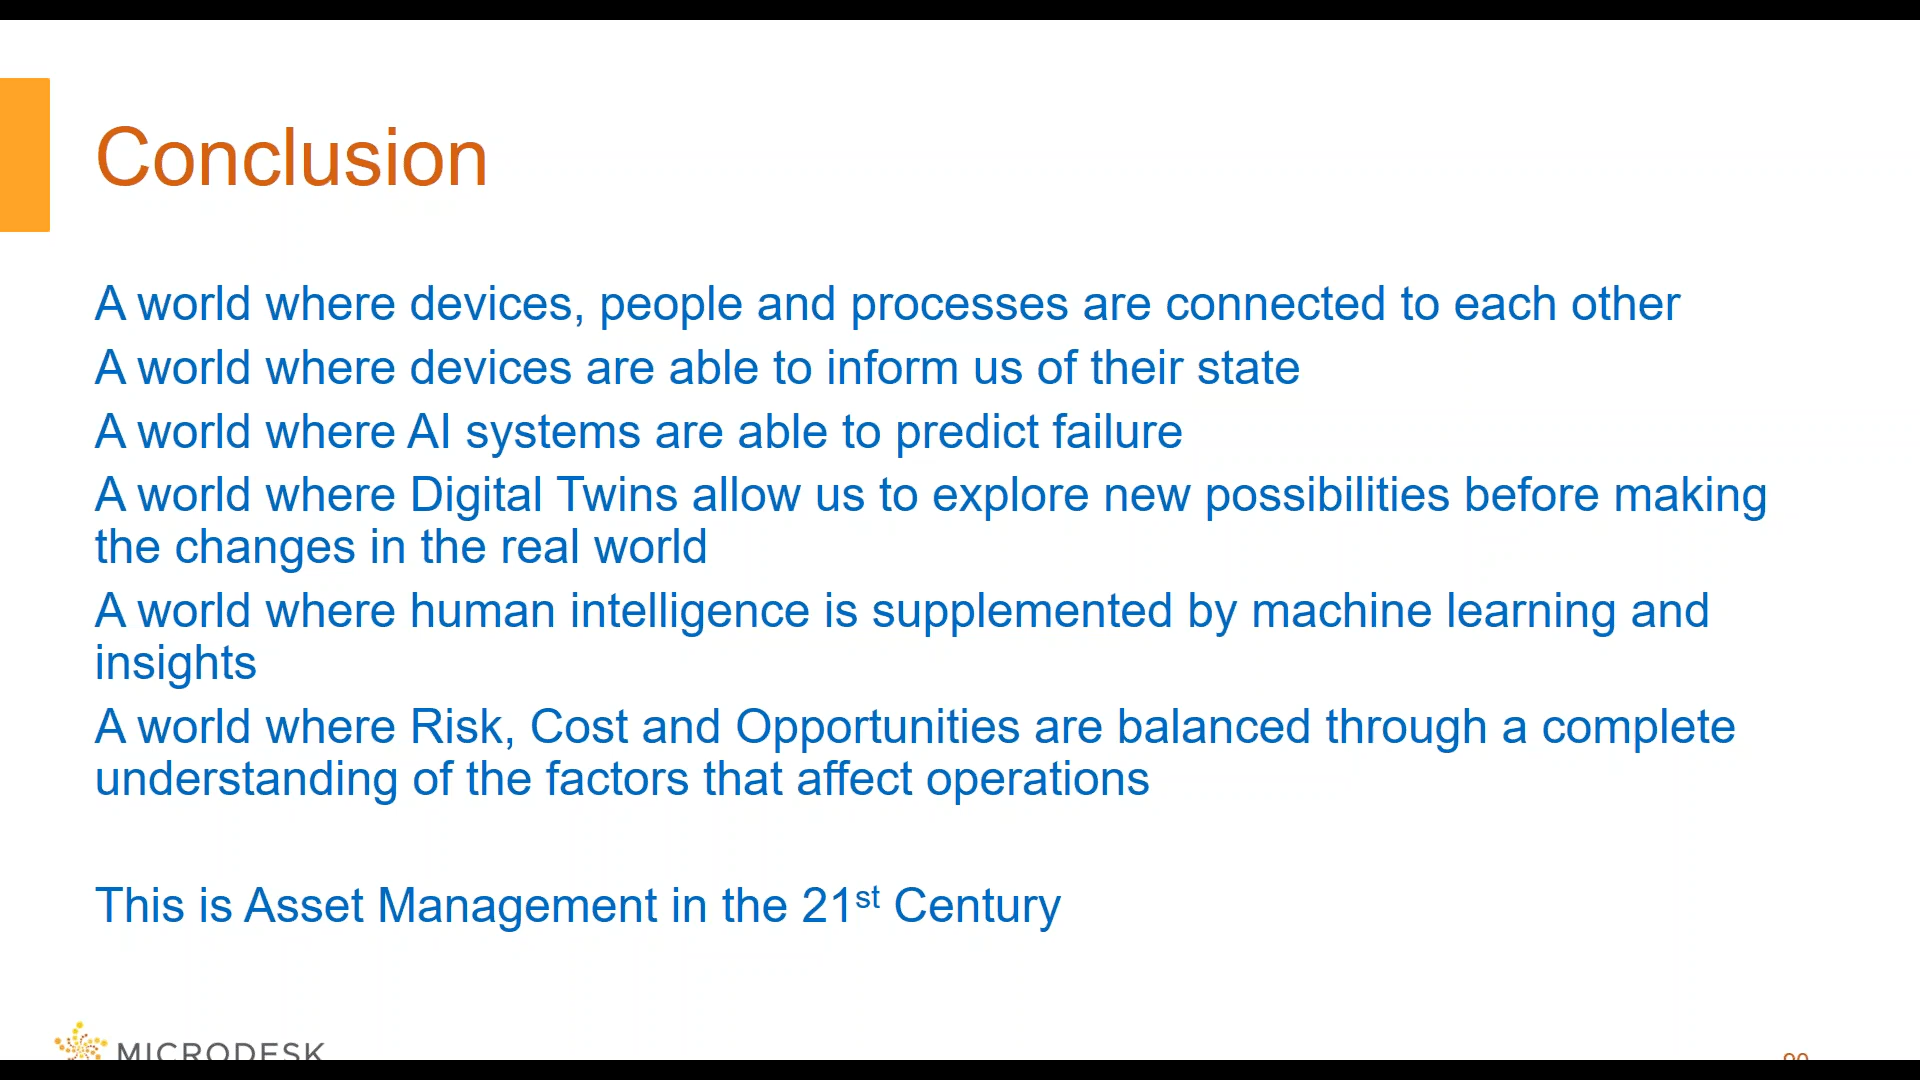 Conclusion
A world where devices, people and processes are connected to each other
A world where devices are able to inform us of their state
A world where AI systems are able to predict failure
A world where Digital Twins allow us to explore new possibilities before making
the changes in the real world
A world where human intelligence is supplemented by machine learning and
insights
A world where Risk, Cost and Opportunities are balanced through a complete
understanding of the factors that affect operations
This is Asset Management in the 21st Century
MICRODESK